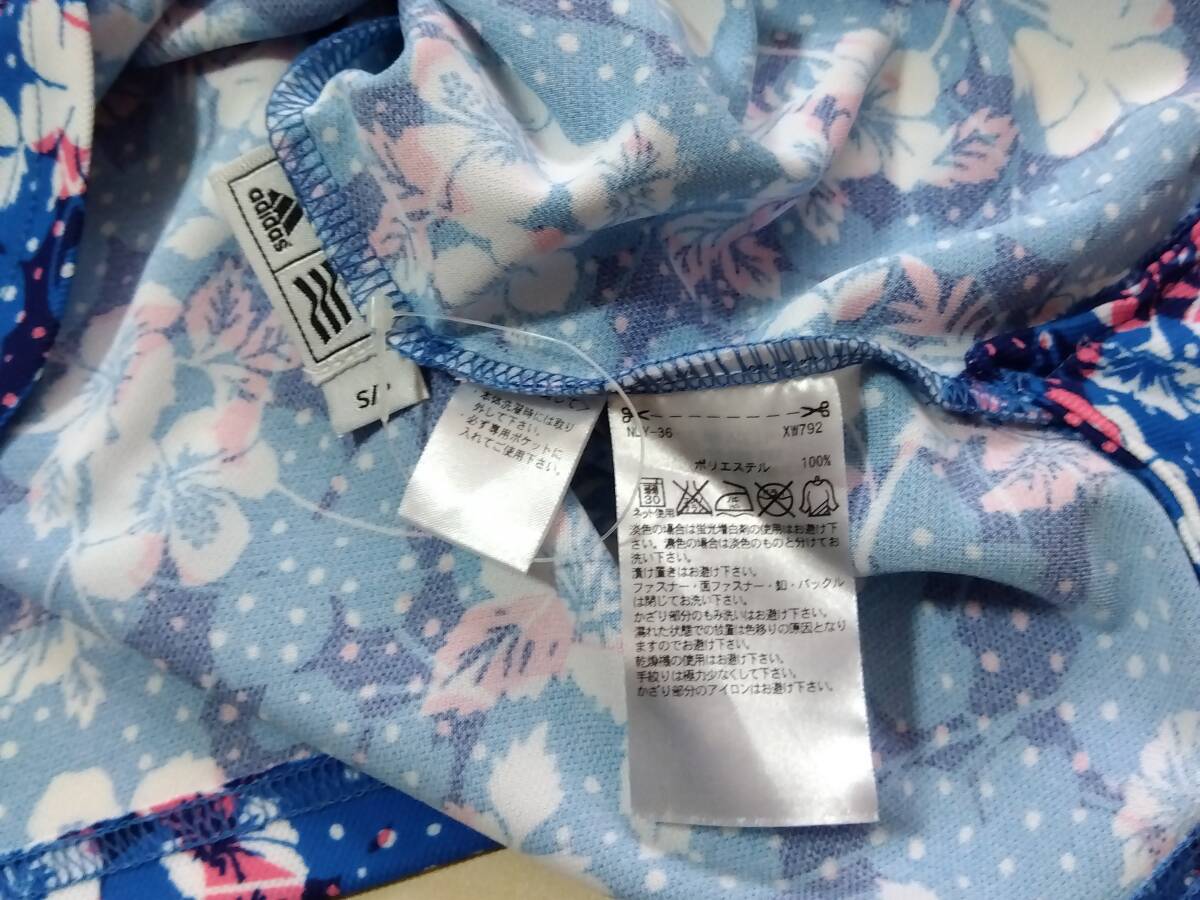 adidas
S/
本体洗濯時には取り
外して下さい。
必ず専用ポケットに
入れてご使用下さい。
NLY-36 XW792
ポリエステル 100%
30
ネット使用
淡色の場合は蛍光増白剤の使用はお避け下
さい。濃色の場合は淡色のものと分けてお
洗い下さい。
漬け置きはお避け下さい。
ファスナー・面ファスナー・釦・バックル
は閉じてお洗い下さい。
かざり部分のもみ洗いはお避け下さい。
濡れた状態での放置は色移りの原因となり
ますのでお避け下さい。
乾燥機の使用はお避け下さい。
手絞りは極力少なくして下さい。
かざり部分のアイロンはお避け下さい。